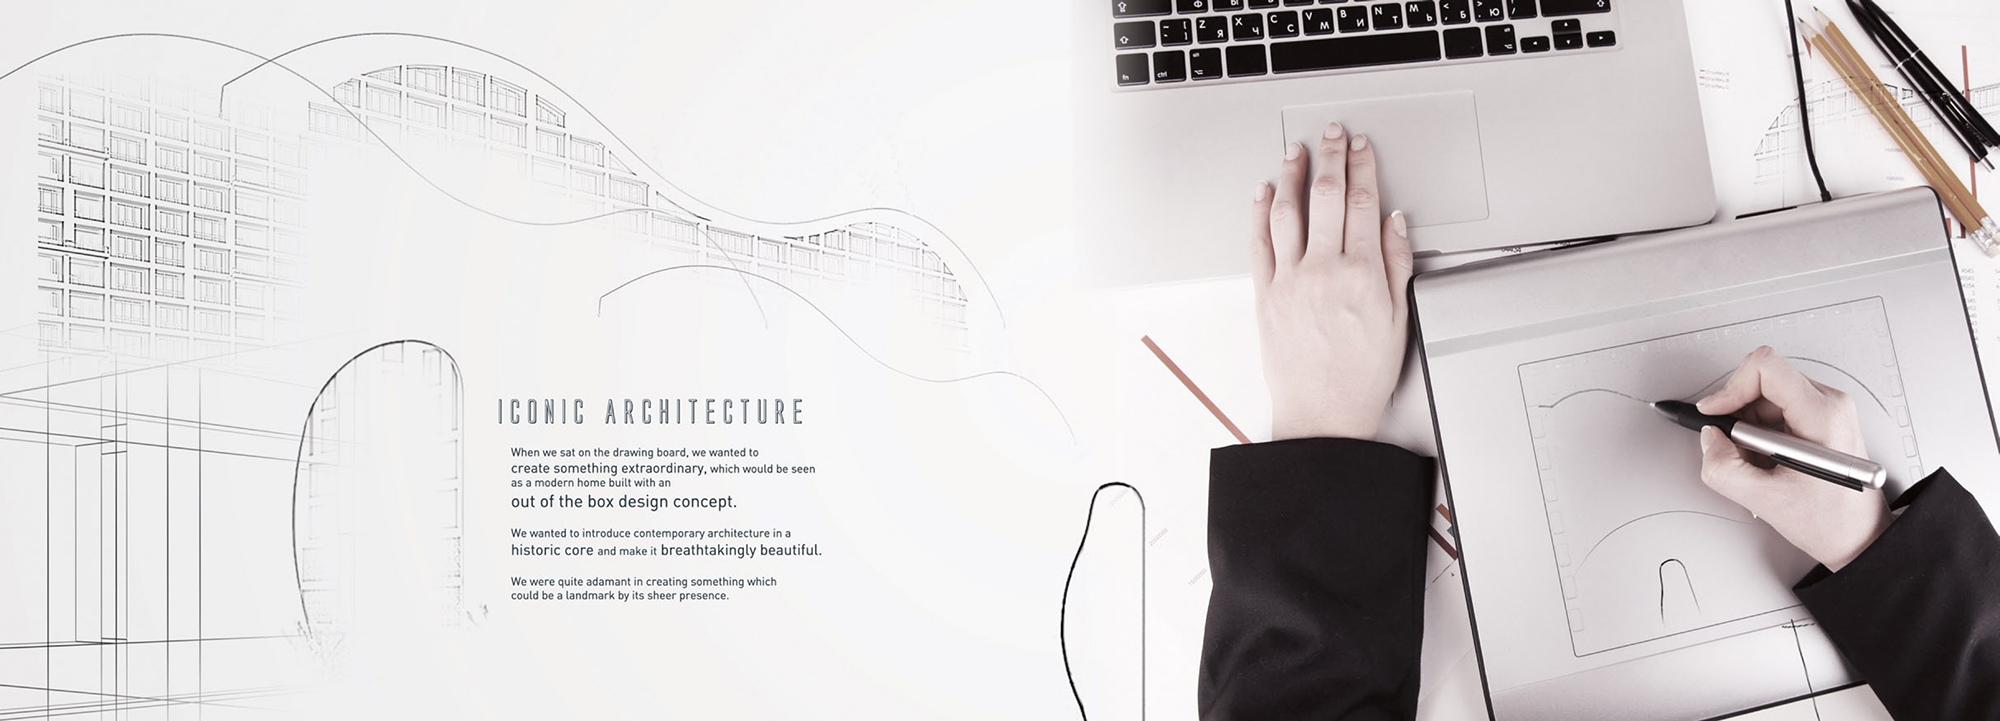 ICONIC ARCHITECTURE
When we sat on the drawing board, we wanted to
create something extraordinary, which would be seen
as a modern home built with an
out of the box design concept.
We wanted to introduce contemporary architecture in a
historic core and make it breathtakingly beautiful.
We were quite adamant in creating something which
could be a landmark by its sheer presence.
Z Я X Ч C С V М B И N Т M Ь < Б > Ю /
fn ctrl